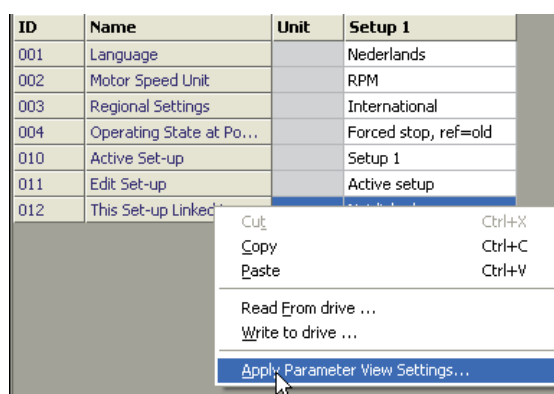 ID Name Unit Setup 1
001 Language Nederlands
002 Motor Speed Unit RPM
003 Regional Settings International
004 Operating State at Po... Forced stop, ref=old
010 Active Set-up Setup 1
011 Edit Set-up Active setup
012 This Set-up Linked
Cut Ctrl+X
Copy Ctrl+C
Paste Ctrl+V
Read From drive ...
Write to drive ...
Apply Parameter View Settings...